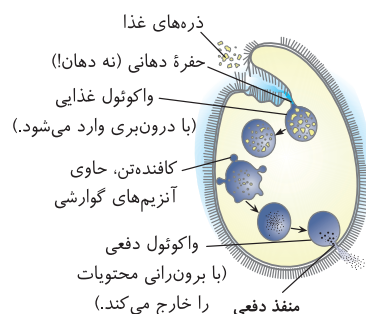 ذره‌های غذا
حفرهٔ دهانی (نه دهان!)
واکوئول غذایی
(با درون‌بری وارد می‌شود.)
کافنده‌تن، حاوی
آنزیم‌های گوارشی
واکوئول دفعی
(با برون‌رانی محتویات
را خارج می‌کند.)
منفذ دفعی